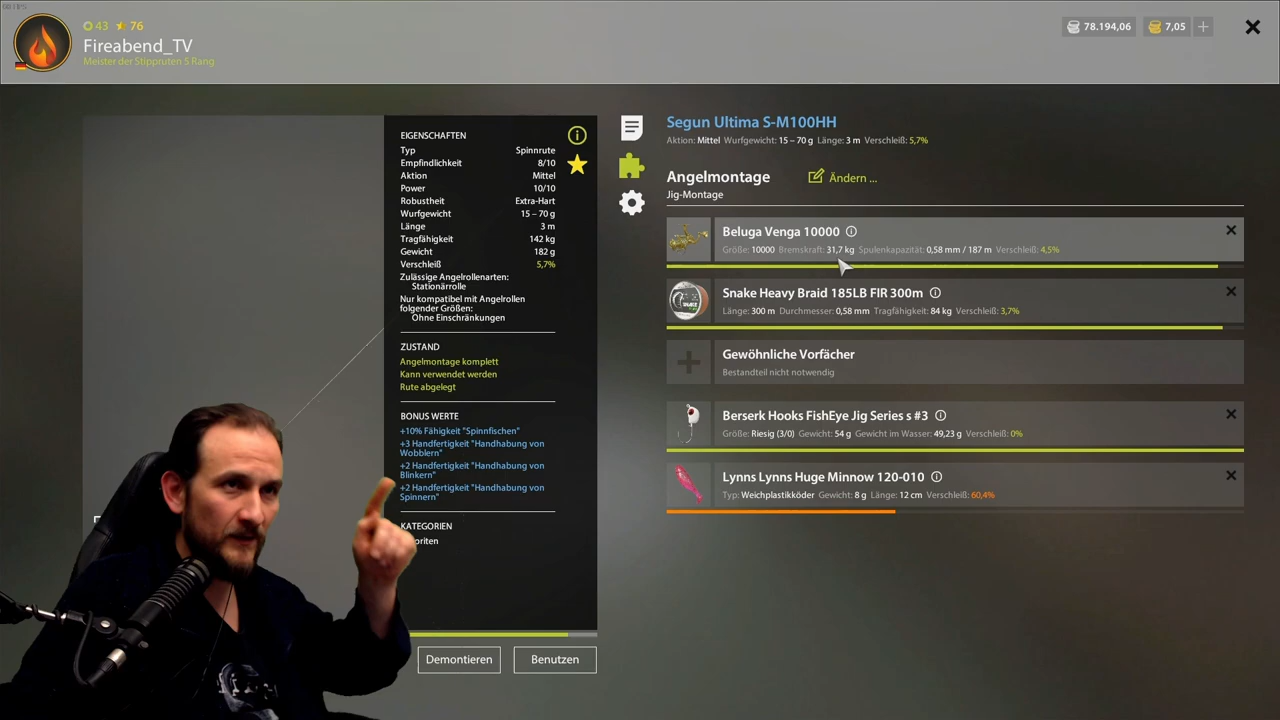 43 76
Fireabend_TV
Meister der Stippruten S Rang
78.194,06 7,05 +
EIGENSCHAFTEN
Typ Spinnrute
Empfindlichkeit 8/10
Aktion Mittel
Power 10/10
Robustheit Extra-Hart
Wurfgewicht 15 – 70 g
Länge 3 m
Tragfähigkeit 142 kg
Gewicht 182 g
Verschleiß 5,7%
Zulässige Angelrollenarten:
Stationärrolle
Nur kompatibel mit Angelrollen
folgender Größen:
Ohne Einschränkungen
ZUSTAND
Angelmontage komplett
Kann verwendet werden
Rute abgelegt
BONUS WERTE
+10% Fähigkeit "Spinnfischen"
+3 Handfertigkeit "Handhabung von
Wobblern"
+2 Handfertigkeit "Handhabung von
Blinkern"
+2 Handfertigkeit "Handhabung von
Spinnern"
KATEGORIEN
oriten
Demontieren
Benutzen
Segun Ultima S-M100HH
Aktion: Mittel Wurfgewicht: 15 – 70 g Länge: 3 m Verschleiß: 5,7%
Angelmontage
Ändern ...
Jig-Montage
Beluga Venga 10000
Größe: 10000 Bremskraft: 31,7 kg Spulenkapazität: 0,58 mm / 187 m Verschleiß: 4,5%
Snake Heavy Braid 185LB FIR 300m
Länge: 300 m Durchmesser: 0,58 mm Tragfähigkeit: 84 kg Verschleiß: 3,7%
Gewöhnliche Vorfächer
Bestandteil nicht notwendig
Berserk Hooks FishEye Jig Series s #3
Größe: Riesig (3/0) Gewicht: 54 g Gewicht im Wasser: 49,23 g Verschleiß: 0%
Lynns Lynns Huge Minnow 120-010
Typ: Weichplastikköder Gewicht: 8 g Länge: 12 cm Verschleiß: 60,4%